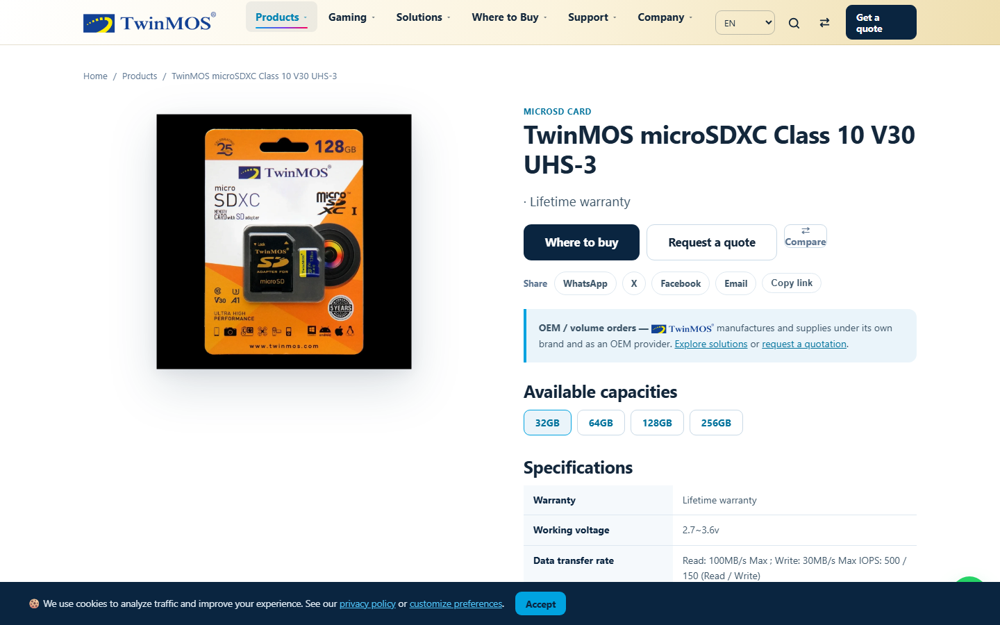 TwinMOS®
Products
Gaming
Solutions
Where to Buy
Support
Company
EN
Get a quote
Home / Products / TwinMOS microSDXC Class 10 V30 UHS-3
CELEBRATING
25
128GB
TwinMOS®
micro
SDXC
MEMORY
CARD with SD adapter
micro SD XC I
Lock
TwinMOS®
SD
ADAPTER FOR
microSD
V30 A1
ULTRA HIGH
PERFORMANCE
5 YEARS
www.twinmos.com
MICROSD CARD
TwinMOS microSDXC Class 10 V30
UHS-3
· Lifetime warranty
Where to buy
Request a quote
⇄ Compare
Share
WhatsApp
X
Facebook
Email
Copy link
OEM / volume orders — TwinMOS® manufactures and supplies under its own
brand and as an OEM provider. Explore solutions or request a quotation.
Available capacities
32GB
64GB
128GB
256GB
Specifications
Warranty Lifetime warranty
Working voltage 2.7~3.6v
Data transfer rate Read: 100MB/s Max ; Write: 30MB/s Max IOPS: 500 /
150 (Read / Write)
🍪 We use cookies to analyze traffic and improve your experience. See our privacy policy or customize preferences.
Accept